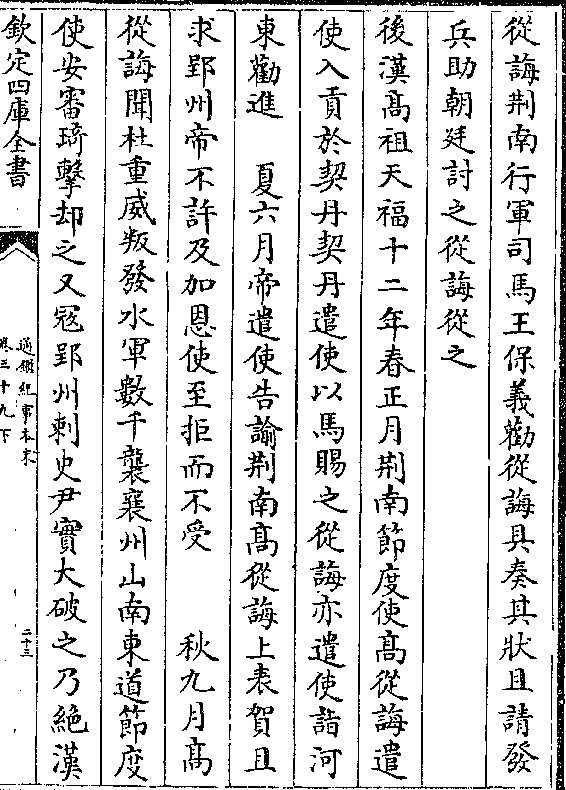 從誨荆南行軍司馬王保義勸從誨具奏其狀且請發
兵助朝廷討之從誨從之
後漢髙祖天福十二年春正月荆南節度使髙從誨遣
使入貢於契丹契丹遣使以馬賜之從誨亦遣使詣河
東勸進　夏六月帝遣使告諭荆南髙從誨上表賀且
求郢州帝不許及加恩使至拒而不受　　秋九月髙
從誨聞杜重威叛發水軍數千襲襄州山南東道節度
使安審琦擊却之又寇郢州刺史尹實大破之乃絶漢
欽定四庫全書
通鑑紀事本末
卷三十九下
二十三